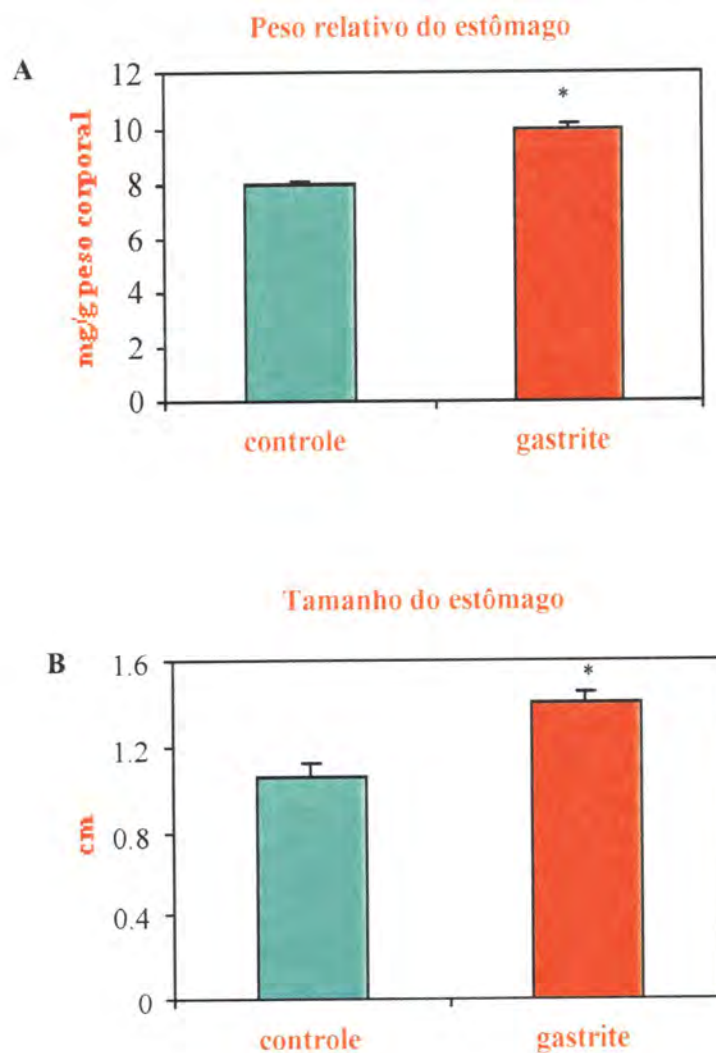 Peso relativo do estômago
A
mg/g peso corporal
12
10
8
6
4
2
0
*
controle
gastrite
Tamanho do estômago
B
cm
1.6
1.2
0.8
0.4
0
*
controle
gastrite